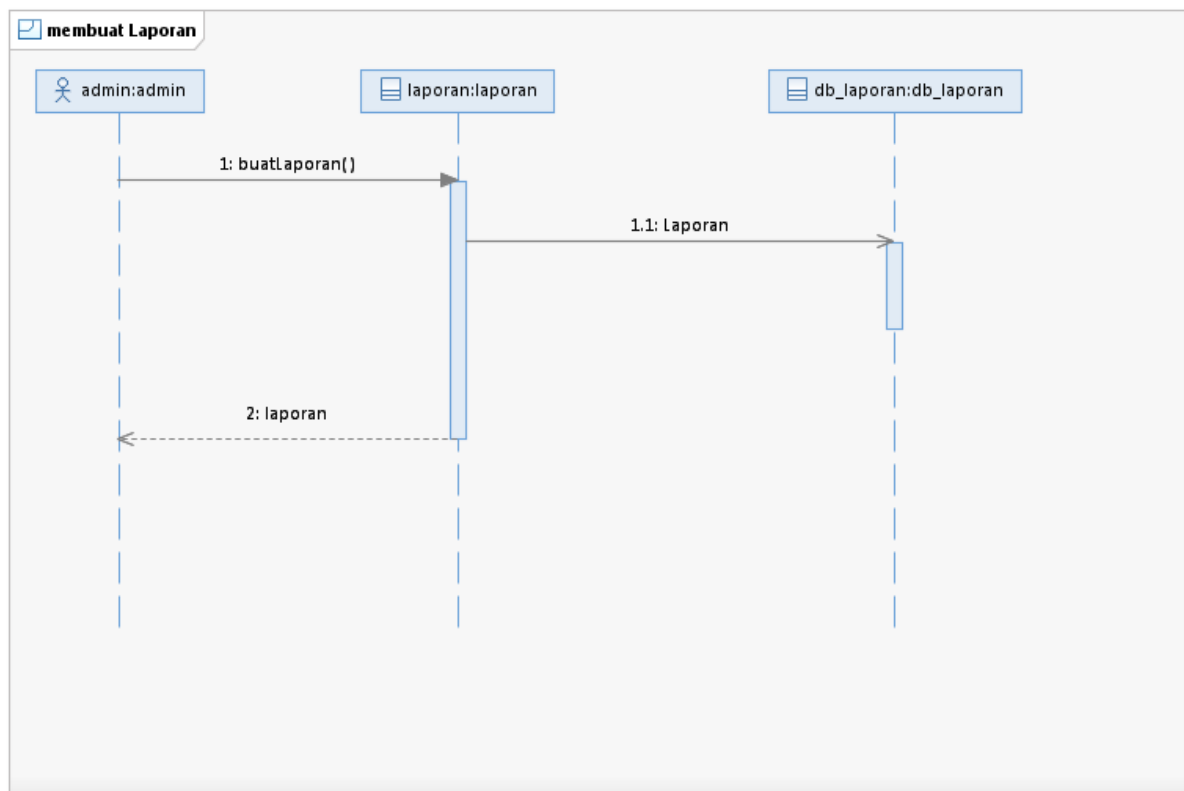 membuat Laporan
admin:admin
laporan:laporan
db_laporan:db_laporan
1: buatLaporan()
1.1: Laporan
2: laporan